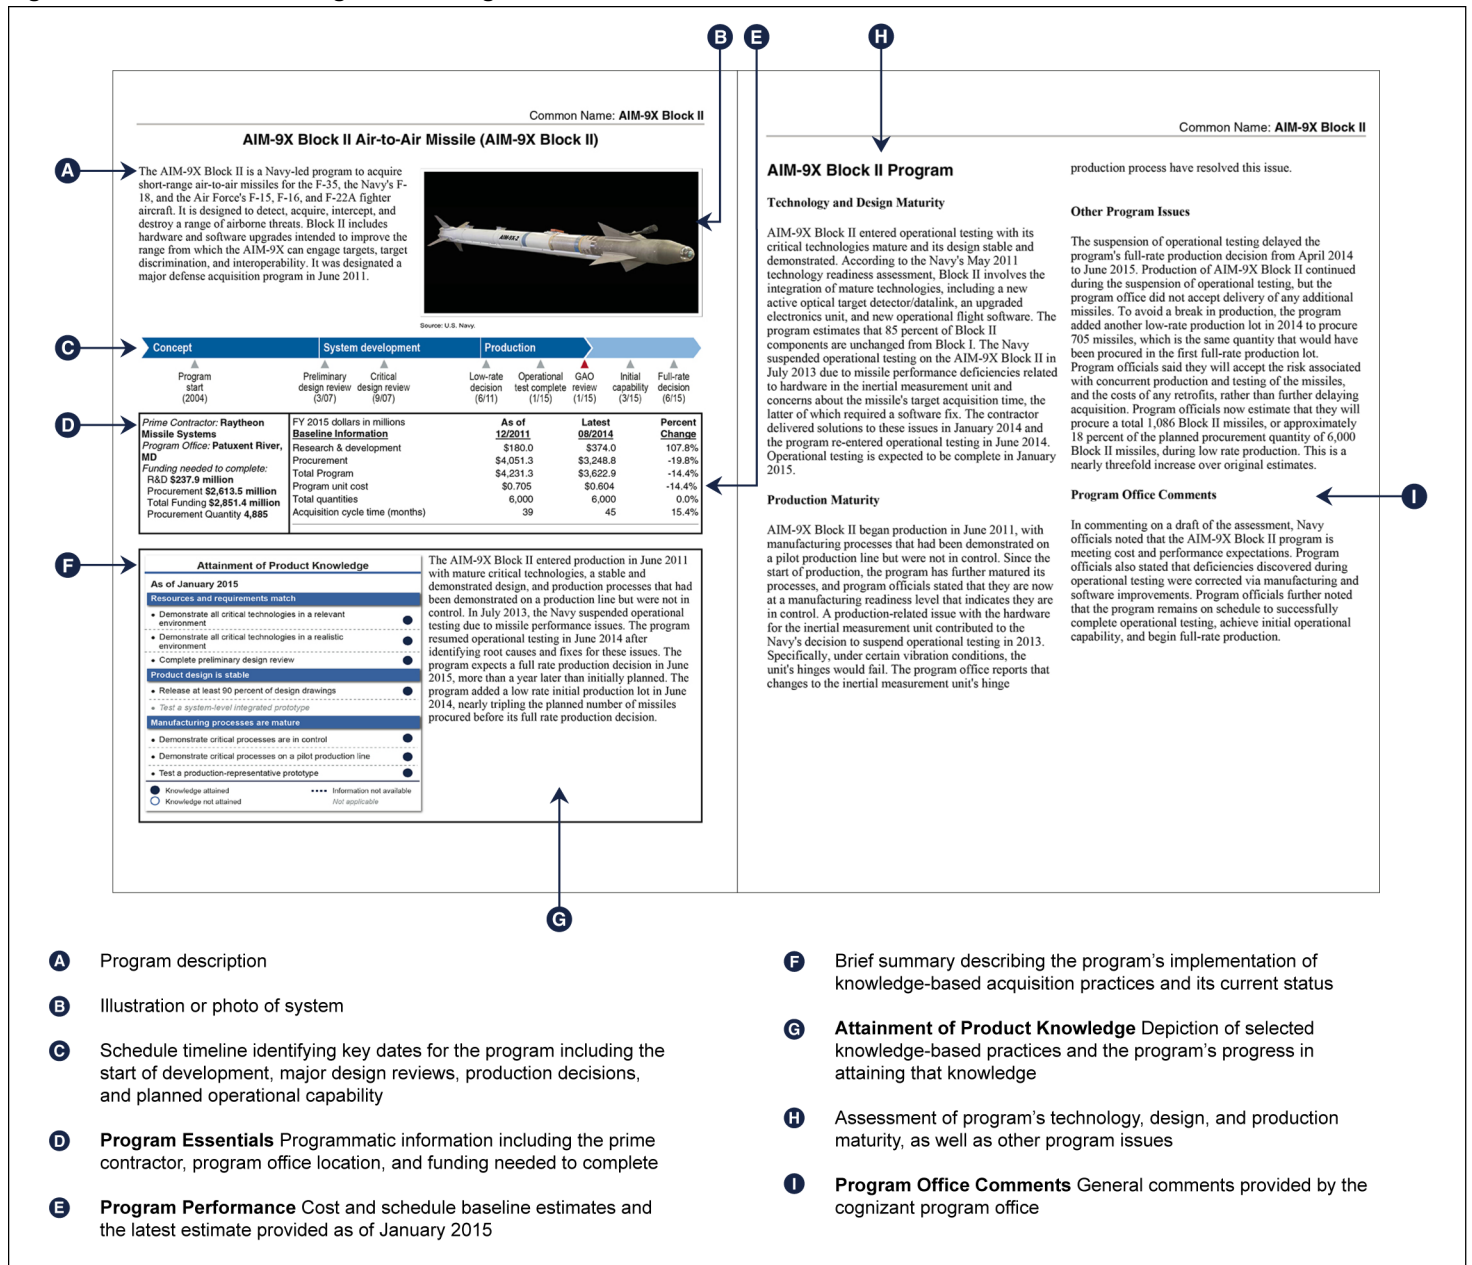 B E H
Common Name: AIM-9X Block II
AIM-9X Block II Air-to-Air Missile (AIM-9X Block II)
A
The AIM-9X Block II is a Navy-led program to acquire
short-range air-to-air missiles for the F-35, the Navy's F-
18, and the Air Force's F-15, F-16, and F-22A fighter
aircraft. It is designed to detect, acquire, intercept, and
destroy a range of airborne threats. Block II includes
hardware and software upgrades intended to improve the
range from which the AIM-9X can engage targets, target
discrimination, and interoperability. It was designated a
major defense acquisition program in June 2011.
AIM-9X-2
Source: U.S. Navy.
C
Concept System development Production
Program
start
(2004)
Preliminary
design review
(3/07)
Critical
design review
(9/07)
Low-rate
decision
(6/11)
Operational
test complete
(1/15)
GAO
review
(1/15)
Initial
capability
(3/15)
Full-rate
decision
(6/15)
D
Prime Contractor: Raytheon
Missile Systems
Program Office: Patuxent River,
MD
Funding needed to complete:
R&D $237.9 million
Procurement $2,613.5 million
Total Funding $2,851.4 million
Procurement Quantity 4,885
FY 2015 dollars in millions As of Latest Percent
Baseline Information 12/2011 08/2014 Change
Research & development $180.0 $374.0 107.8%
Procurement $4,051.3 $3,248.8 -19.8%
Total Program $4,231.3 $3,622.9 -14.4%
Program unit cost $0.705 $0.604 -14.4%
Total quantities 6,000 6,000 0.0%
Acquisition cycle time (months) 39 45 15.4%
F
Attainment of Product Knowledge
As of January 2015
Resources and requirements match
• Demonstrate all critical technologies in a relevant
environment
• Demonstrate all critical technologies in a realistic
environment
• Complete preliminary design review
Product design is stable
• Release at least 90 percent of design drawings
• Test a system-level integrated prototype
Manufacturing processes are mature
• Demonstrate critical processes are in control
• Demonstrate critical processes on a pilot production line
• Test a production-representative prototype
Knowledge attained Information not available
Knowledge not attained Not applicable
The AIM-9X Block II entered production in June 2011
with mature critical technologies, a stable and
demonstrated design, and production processes that had
been demonstrated on a production line but were not in
control. In July 2013, the Navy suspended operational
testing due to missile performance issues. The program
resumed operational testing in June 2014 after
identifying root causes and fixes for these issues. The
program expects a full rate production decision in June
2015, more than a year later than initially planned. The
program added a low rate initial production lot in June
2014, nearly tripling the planned number of missiles
procured before its full rate production decision.
G
Common Name: AIM-9X Block II
AIM-9X Block II Program
Technology and Design Maturity
AIM-9X Block II entered operational testing with its
critical technologies mature and its design stable and
demonstrated. According to the Navy's May 2011
technology readiness assessment, Block II involves the
integration of mature technologies, including a new
active optical target detector/datalink, an upgraded
electronics unit, and new operational flight software. The
program estimates that 85 percent of Block II
components are unchanged from Block I. The Navy
suspended operational testing on the AIM-9X Block II in
July 2013 due to missile performance deficiencies related
to hardware in the inertial measurement unit and
concerns about the missile's target acquisition time, the
latter of which required a software fix. The contractor
delivered solutions to these issues in January 2014 and
the program re-entered operational testing in June 2014.
Operational testing is expected to be complete in January
2015.
Production Maturity
AIM-9X Block II began production in June 2011, with
manufacturing processes that had been demonstrated on
a pilot production line but were not in control. Since the
start of production, the program has further matured its
processes, and program officials stated that they are now
at a manufacturing readiness level that indicates they are
in control. A production-related issue with the hardware
for the inertial measurement unit contributed to the
Navy's decision to suspend operational testing in 2013.
Specifically, under certain vibration conditions, the
unit's hinges would fail. The program office reports that
changes to the inertial measurement unit's hinge
production process have resolved this issue.
Other Program Issues
The suspension of operational testing delayed the
program's full-rate production decision from April 2014
to June 2015. Production of AIM-9X Block II continued
during the suspension of operational testing, but the
program office did not accept delivery of any additional
missiles. To avoid a break in production, the program
added another low-rate production lot in 2014 to procure
705 missiles, which is the same quantity that would have
been procured in the first full-rate production lot.
Program officials said they will accept the risk associated
with concurrent production and testing of the missiles,
and the costs of any retrofits, rather than further delaying
acquisition. Program officials now estimate that they will
procure a total 1,086 Block II missiles, or approximately
18 percent of the planned procurement quantity of 6,000
Block II missiles, during low rate production. This is a
nearly threefold increase over original estimates.
Program Office Comments
I
In commenting on a draft of the assessment, Navy
officials noted that the AIM-9X Block II program is
meeting cost and performance expectations. Program
officials also stated that deficiencies discovered during
operational testing were corrected via manufacturing and
software improvements. Program officials further noted
that the program remains on schedule to successfully
complete operational testing, achieve initial operational
capability, and begin full-rate production.
A Program description
B Illustration or photo of system
C Schedule timeline identifying key dates for the program including the
start of development, major design reviews, production decisions,
and planned operational capability
D Program Essentials Programmatic information including the prime
contractor, program office location, and funding needed to complete
E Program Performance Cost and schedule baseline estimates and
the latest estimate provided as of January 2015
F Brief summary describing the program's implementation of
knowledge-based acquisition practices and its current status
G Attainment of Product Knowledge Depiction of selected
knowledge-based practices and the program's progress in
attaining that knowledge
H Assessment of program's technology, design, and production
maturity, as well as other program issues
I Program Office Comments General comments provided by the
cognizant program office